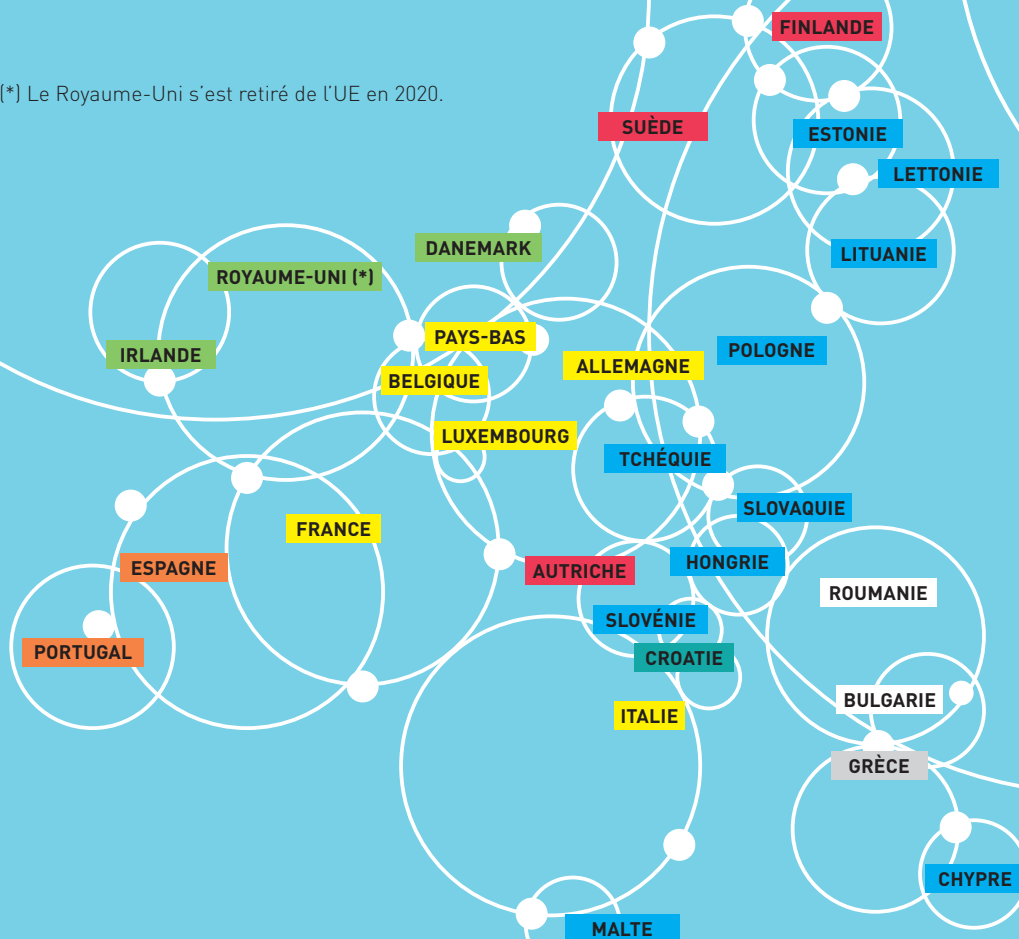 FINLANDE
(*) Le Royaume-Uni s'est retiré de l'UE en 2020.
SUÈDE
ESTONIE
LETTONIE
DANEMARK
LITUANIE
ROYAUME-UNI (*)
PAYS-BAS
IRLANDE
POLOGNE
ALLEMAGNE
BELGIQUE
LUXEMBOURG
TCHÉQUIE
SLOVAQUIE
FRANCE
HONGRIE
ESPAGNE
AUTRICHE
ROUMANIE
SLOVÉNIE
PORTUGAL
CROATIE
BULGARIE
ITALIE
GRÈCE
CHYPRE
MALTE